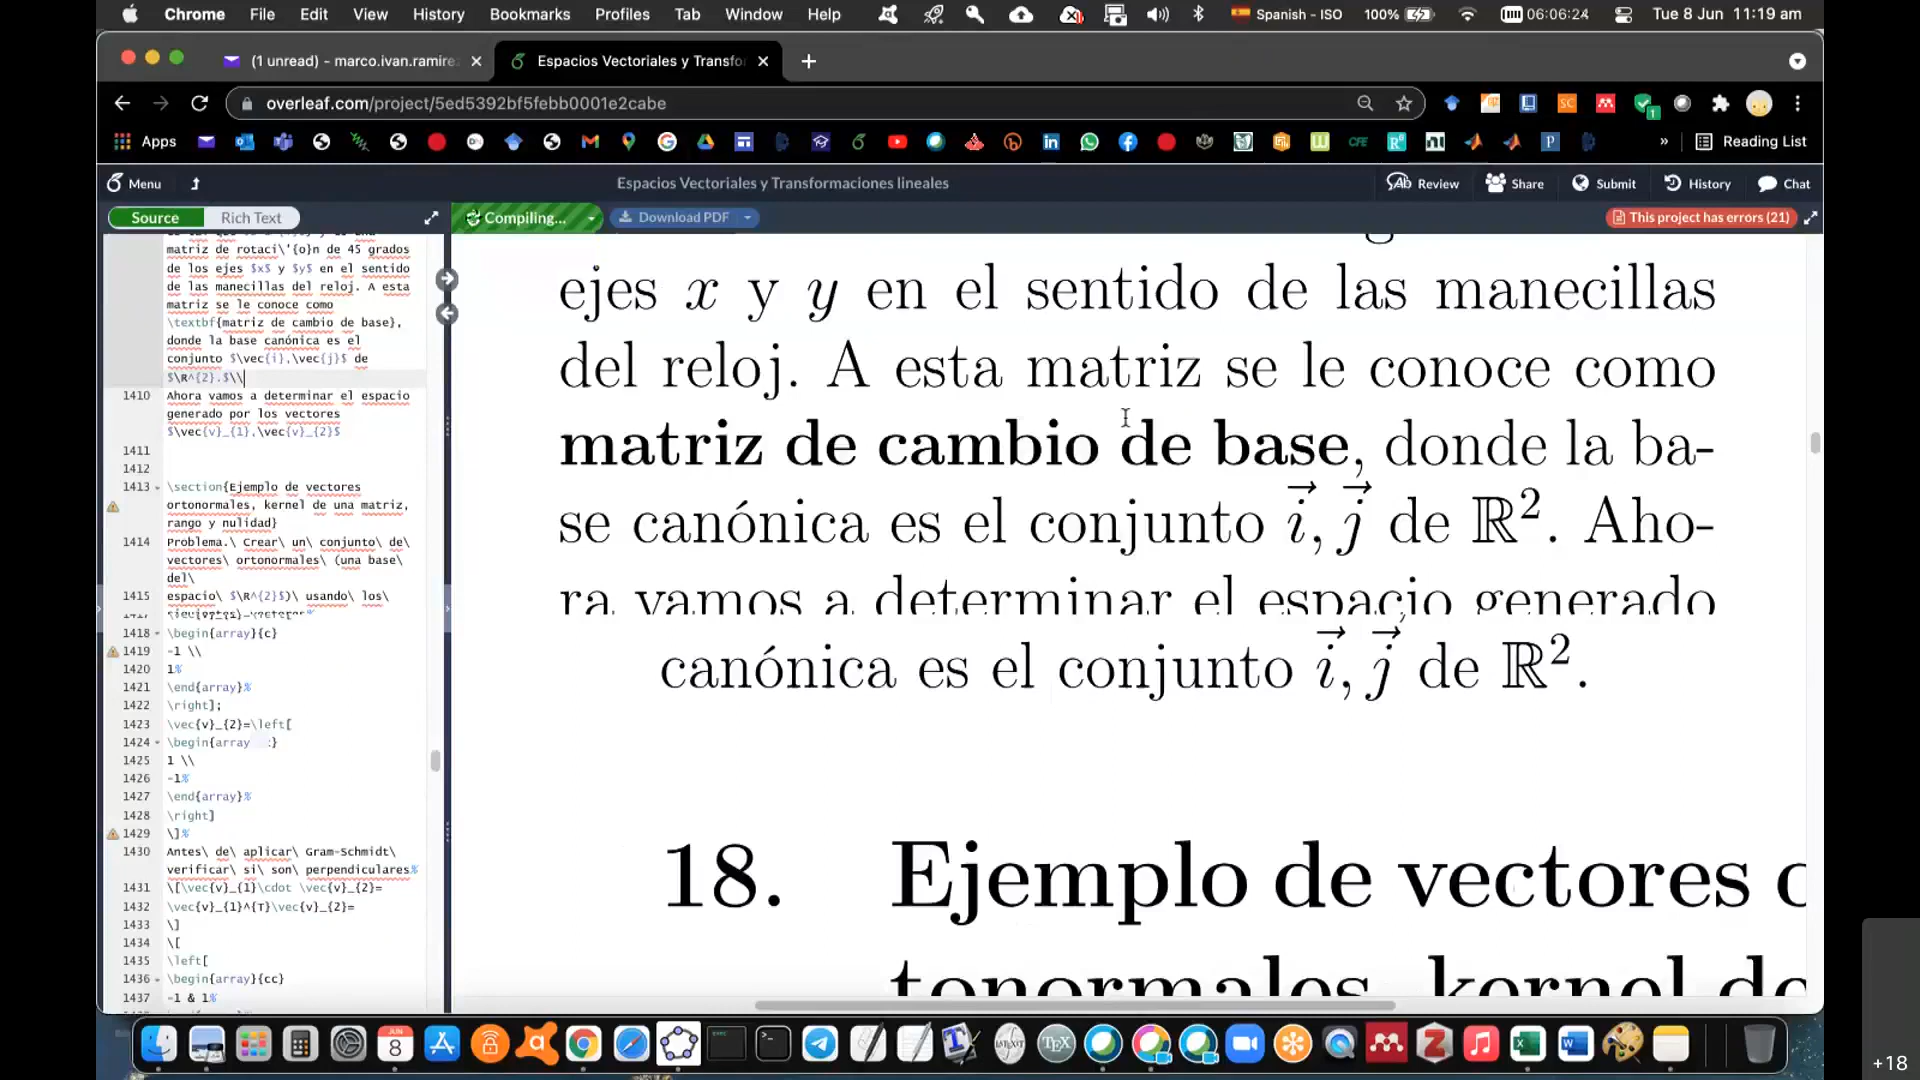 Chrome File Edit View History Bookmarks Profiles Tab Window Help Spanish - ISO 100% 06:06:24 Tue 8 Jun 11:19 am
(1 unread) - marco.ivan.ramire
Espacios Vectoriales y Transfo
overleaf.com/project/5ed5392bf5febb0001e2cabe
Apps
Reading List
Menu
Espacios Vectoriales y Transformaciones lineales
Review Share Submit History Chat
Source Rich Text
Compiling...
Download PDF
This project has errors (21)
matriz de rotaci\'{o}n de 45 grados
de los ejes $x$ y $y$ en el sentido
de las manecillas del reloj. A esta
matriz se le conoce como
\textbf{matriz de cambio de base},
donde la base canónica es el
conjunto $\vec{i},\vec{j}$ de
$\R^{2}.$\\
1410 Ahora vamos a determinar el espacio
generado por los vectores
$\vec{v}_{1},\vec{v}_{2}$
1411
1412
1413 \section{Ejemplo de vectores
ortonormales, kernel de una matriz,
rango y nulidad}
1414 Problema.\ Crear\ un\ conjunto\ de\
vectores\ ortonormales\ (una base\
del\
1415 espacio\ $\R^{2}$)\ usando\ los\
1418 \begin{array}{c}
1419 -1 \\
1420 1%
1421 \end{array}%
1422 \right];
1423 \vec{v}_{2}=\left[
1424 \begin{array
1425 1 \\
1426 -1%
1427 \end{array}%
1428 \right]
1429 \]%
1430 Antes\ de\ aplicar\ Gram-Schmidt\
verificar\ si\ son\ perpendiculares%
1431 \[\vec{v}_{1}\cdot \vec{v}_{2}=
1432 \vec{v}_{1}^{T}\vec{v}_{2}=
1433 \]
1434 \[
1435 \left[
1436 \begin{array}{cc}
1437 -1 & 1%
ejes x y y en el sentido de las manecillas
del reloj. A esta matriz se le conoce como
matriz de cambio de base, donde la ba-
se canónica es el conjunto i⃗, j⃗ de ℝ². Aho-
ra vamos a determinar el espacio generado
canónica es el conjunto i⃗, j⃗ de ℝ².
18. Ejemplo de vectores o
tonormales, kernel de
+18